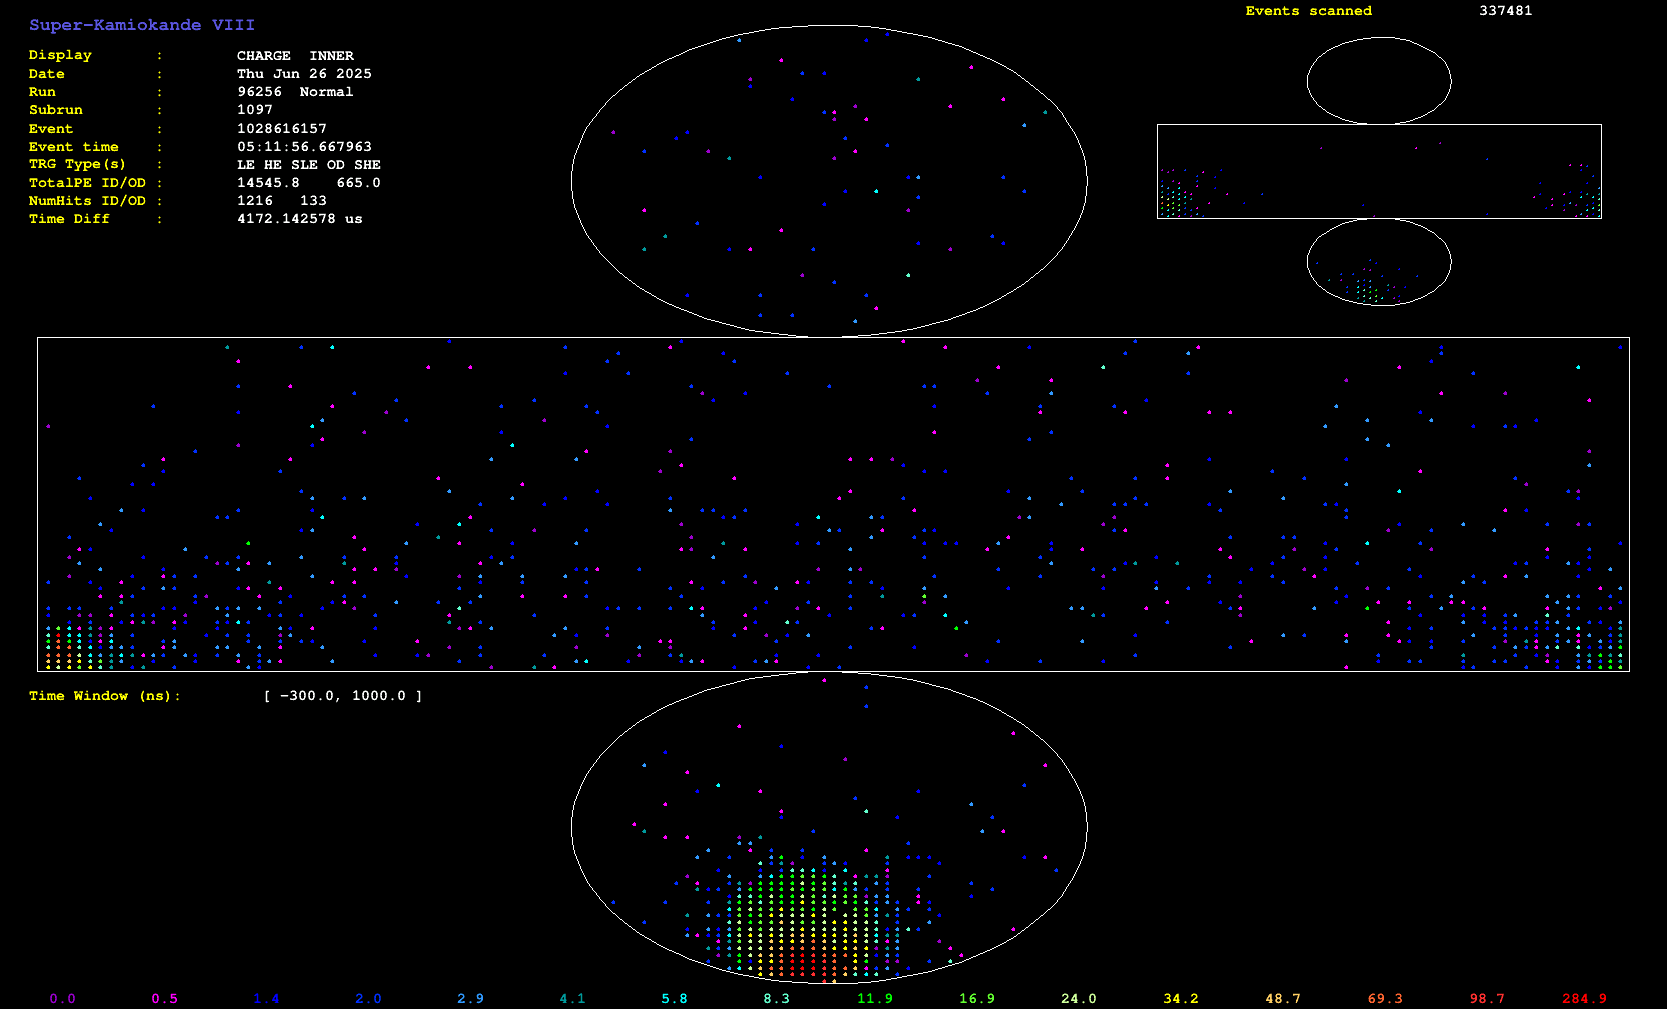 Super-Kamiokande VIII
Events scanned 337481
Display : CHARGE INNER
Date : Thu Jun 26 2025
Run : 96256 Normal
Subrun : 1097
Event : 1028616157
Event time : 05:11:56.667963
TRG Type(s) : LE HE SLE OD SHE
TotalPE ID/OD : 14545.8 665.0
NumHits ID/OD : 1216 133
Time Diff : 4172.142578 us
Time Window (ns): [ -300.0, 1000.0 ]
0.0 0.5 1.4 2.0 2.9 4.1 5.8 8.3 11.9 16.9 24.0 34.2 48.7 69.3 98.7 284.9